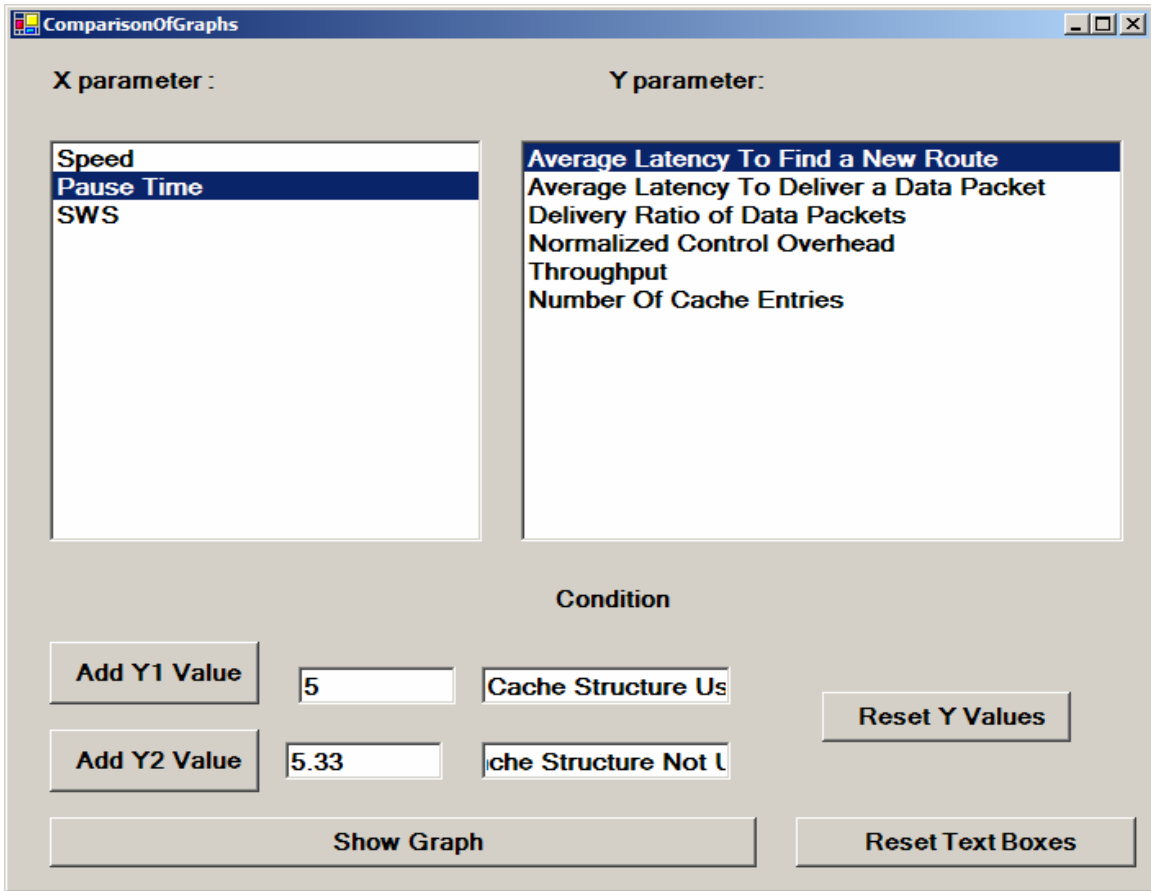 ComparisonOfGraphs
X parameter :
Y parameter:
Speed
Pause Time
SWS
Average Latency To Find a New Route
Average Latency To Deliver a Data Packet
Delivery Ratio of Data Packets
Normalized Control Overhead
Throughput
Number Of Cache Entries
Condition
Add Y1 Value
5
Cache Structure Us
Reset Y Values
Add Y2 Value
5.33
che Structure Not U
Show Graph
Reset Text Boxes